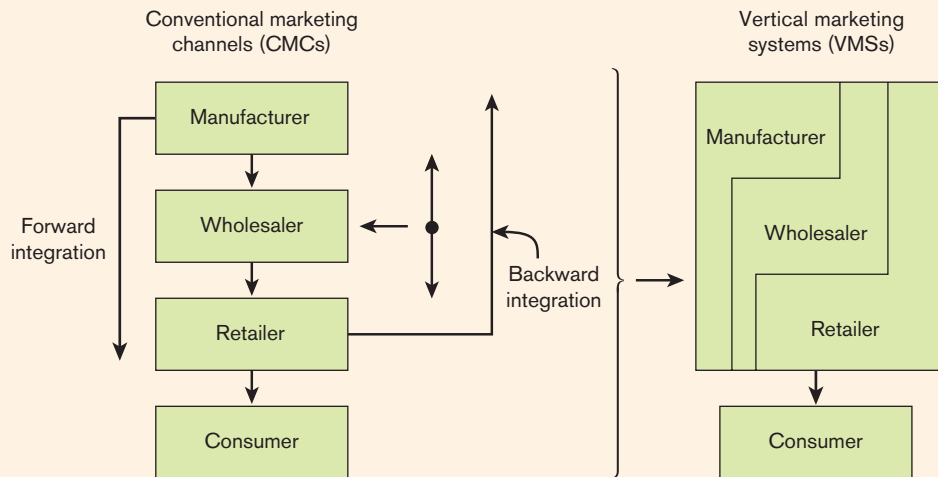 Conventional marketing
channels (CMCs)
Manufacturer
Wholesaler
Retailer
Consumer
Forward
integration
Backward
integration
Vertical marketing
systems (VMSs)
Manufacturer
Wholesaler
Retailer
Consumer